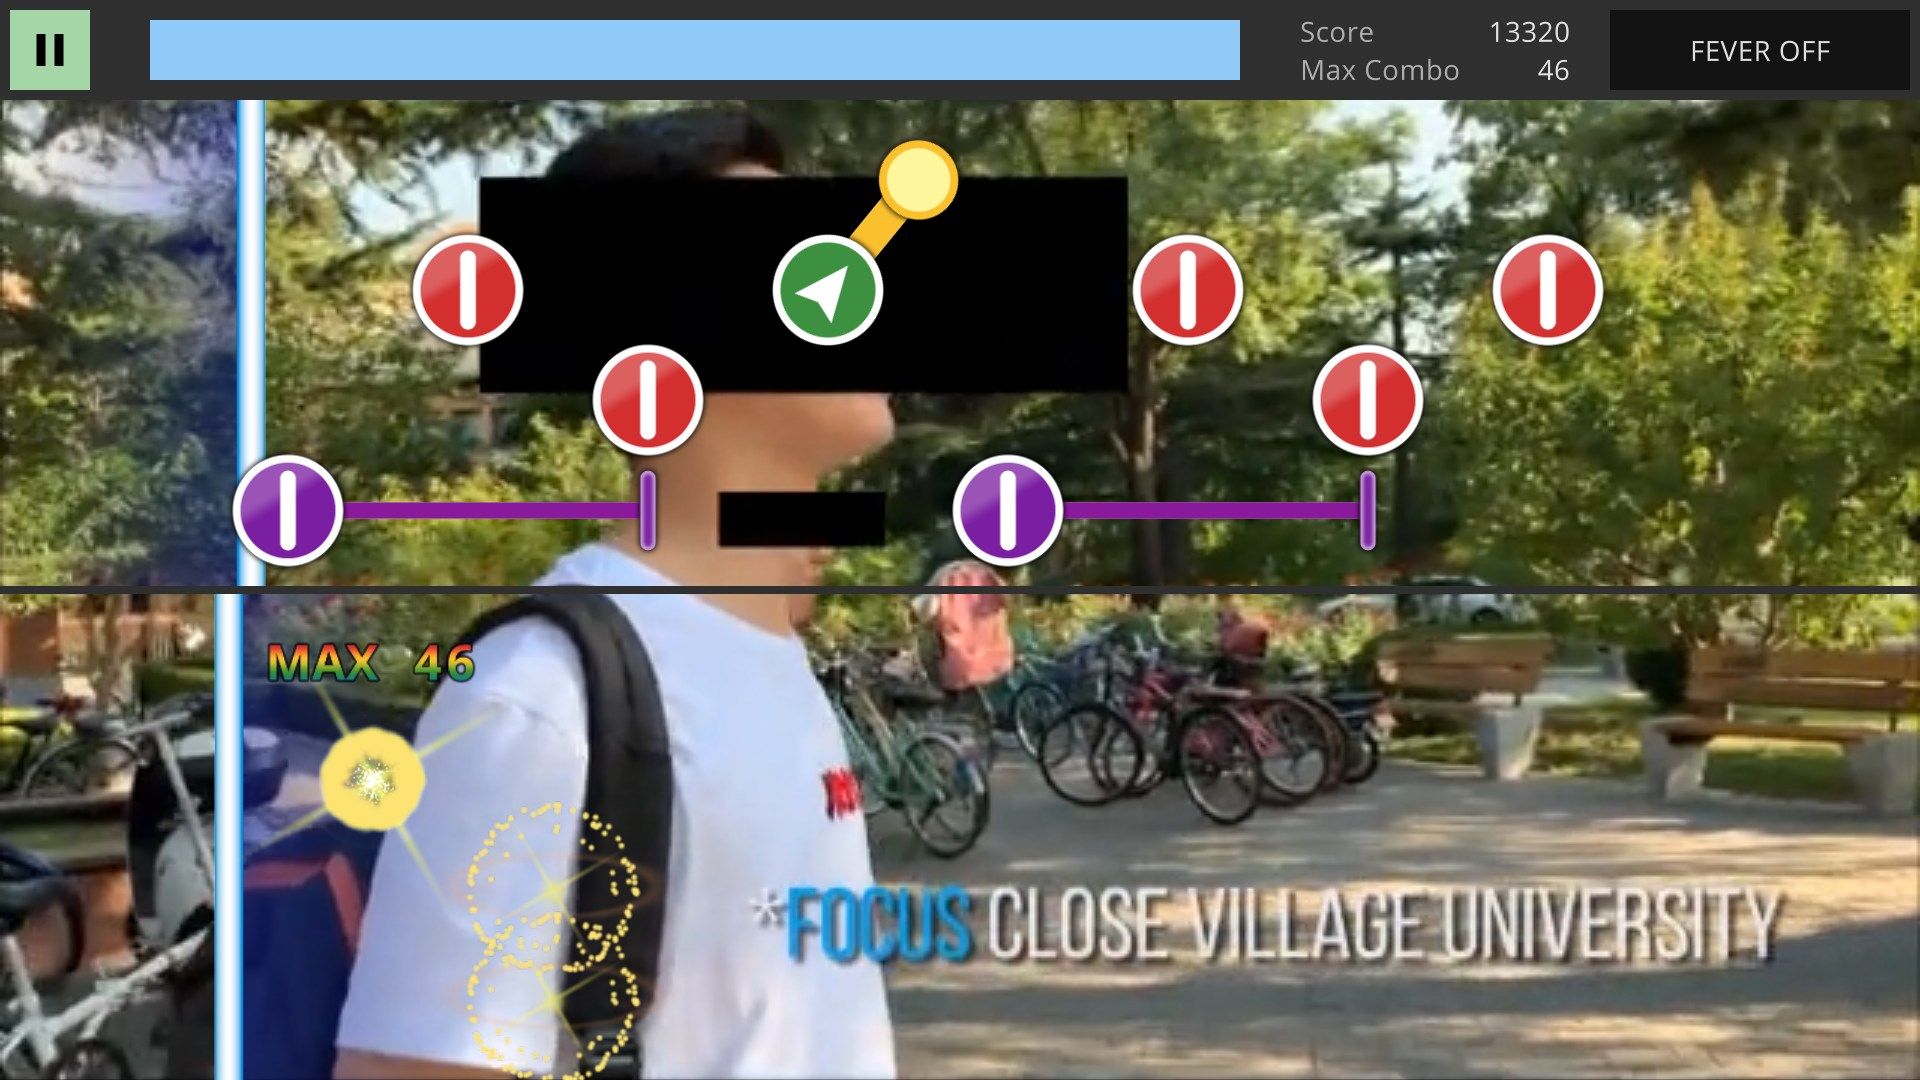 Score 13320
Max Combo 46
FEVER OFF
MAX 46
*FOCUS CLOSE VILLAGE UNIVERSITY